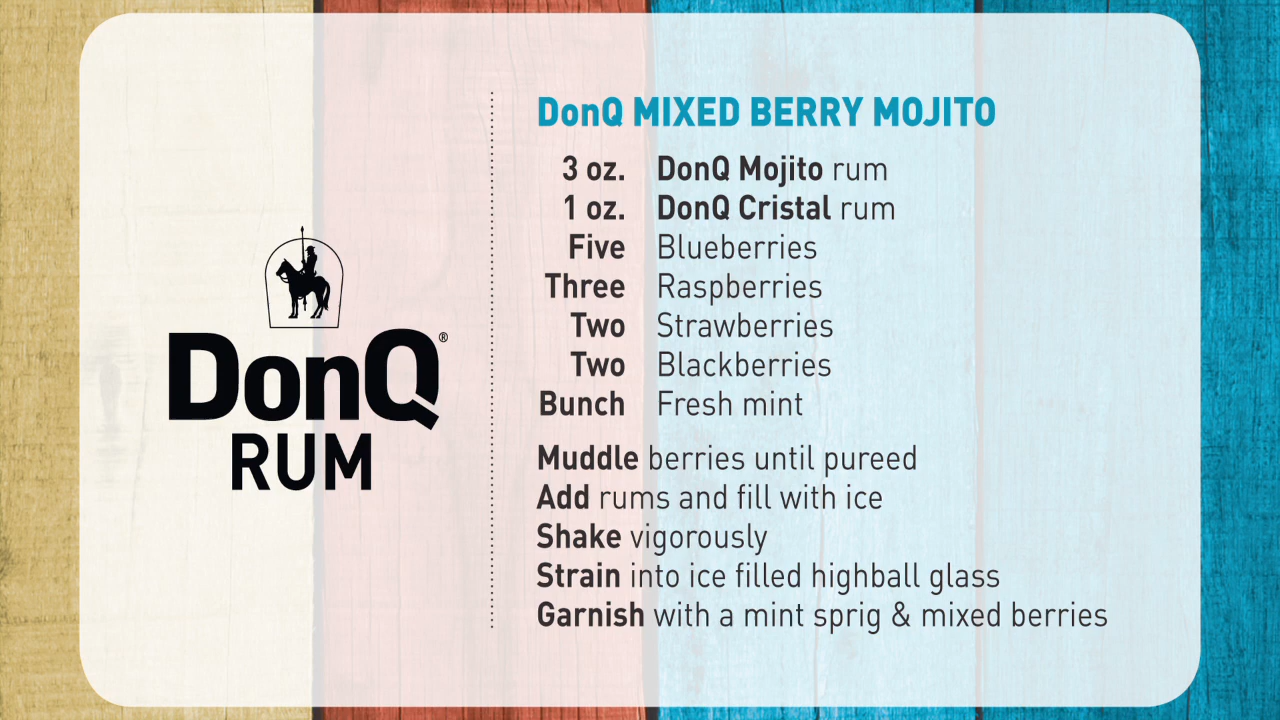 DonQ®
RUM
DonQ MIXED BERRY MOJITO
3 oz. DonQ Mojito rum
1 oz. DonQ Cristal rum
Five Blueberries
Three Raspberries
Two Strawberries
Two Blackberries
Bunch Fresh mint
Muddle berries until pureed
Add rums and fill with ice
Shake vigorously
Strain into ice filled highball glass
Garnish with a mint sprig & mixed berries